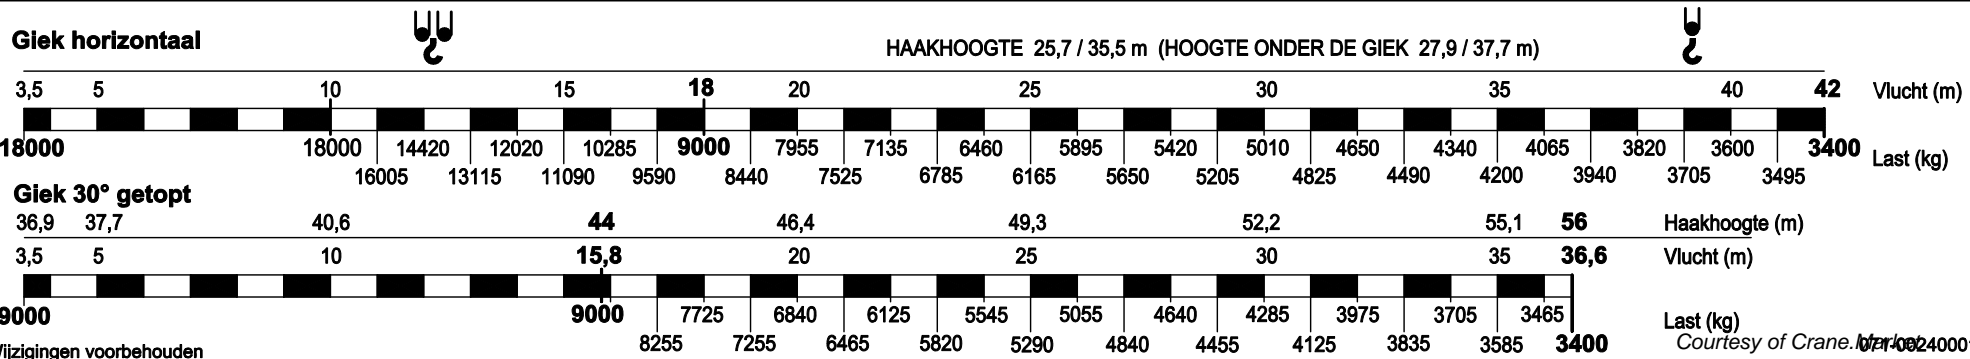 Giek horizontaal
HAAKHOOGTE 25,7 / 35,5 m (HOOGTE ONDER DE GIEK 27,9 / 37,7 m)
3,5 5 10 15 18 20 25 30 35 40 42 Vlucht (m)
18000 18000 14420 12020 10285 9000 7955 7135 6460 5895 5420 5010 4650 4340 4065 3820 3600 3400 Last (kg)
16005 13115 11090 9590 8440 7525 6785 6165 5650 5205 4825 4490 4200 3940 3705 3495
Giek 30° getopt
36,9 37,7 40,6 44 46,4 49,3 52,2 55,1 56 Haakhoogte (m)
3,5 5 10 15,8 20 25 30 35 36,6 Vlucht (m)
9000 9000 7725 6840 6125 5545 5055 4640 4285 3975 3705 3465 Last (kg)
8255 7255 6465 5820 5290 4840 4455 4125 3835 3585 3400
Wijzigingen voorbehouden
Courtesy of Crane.Market